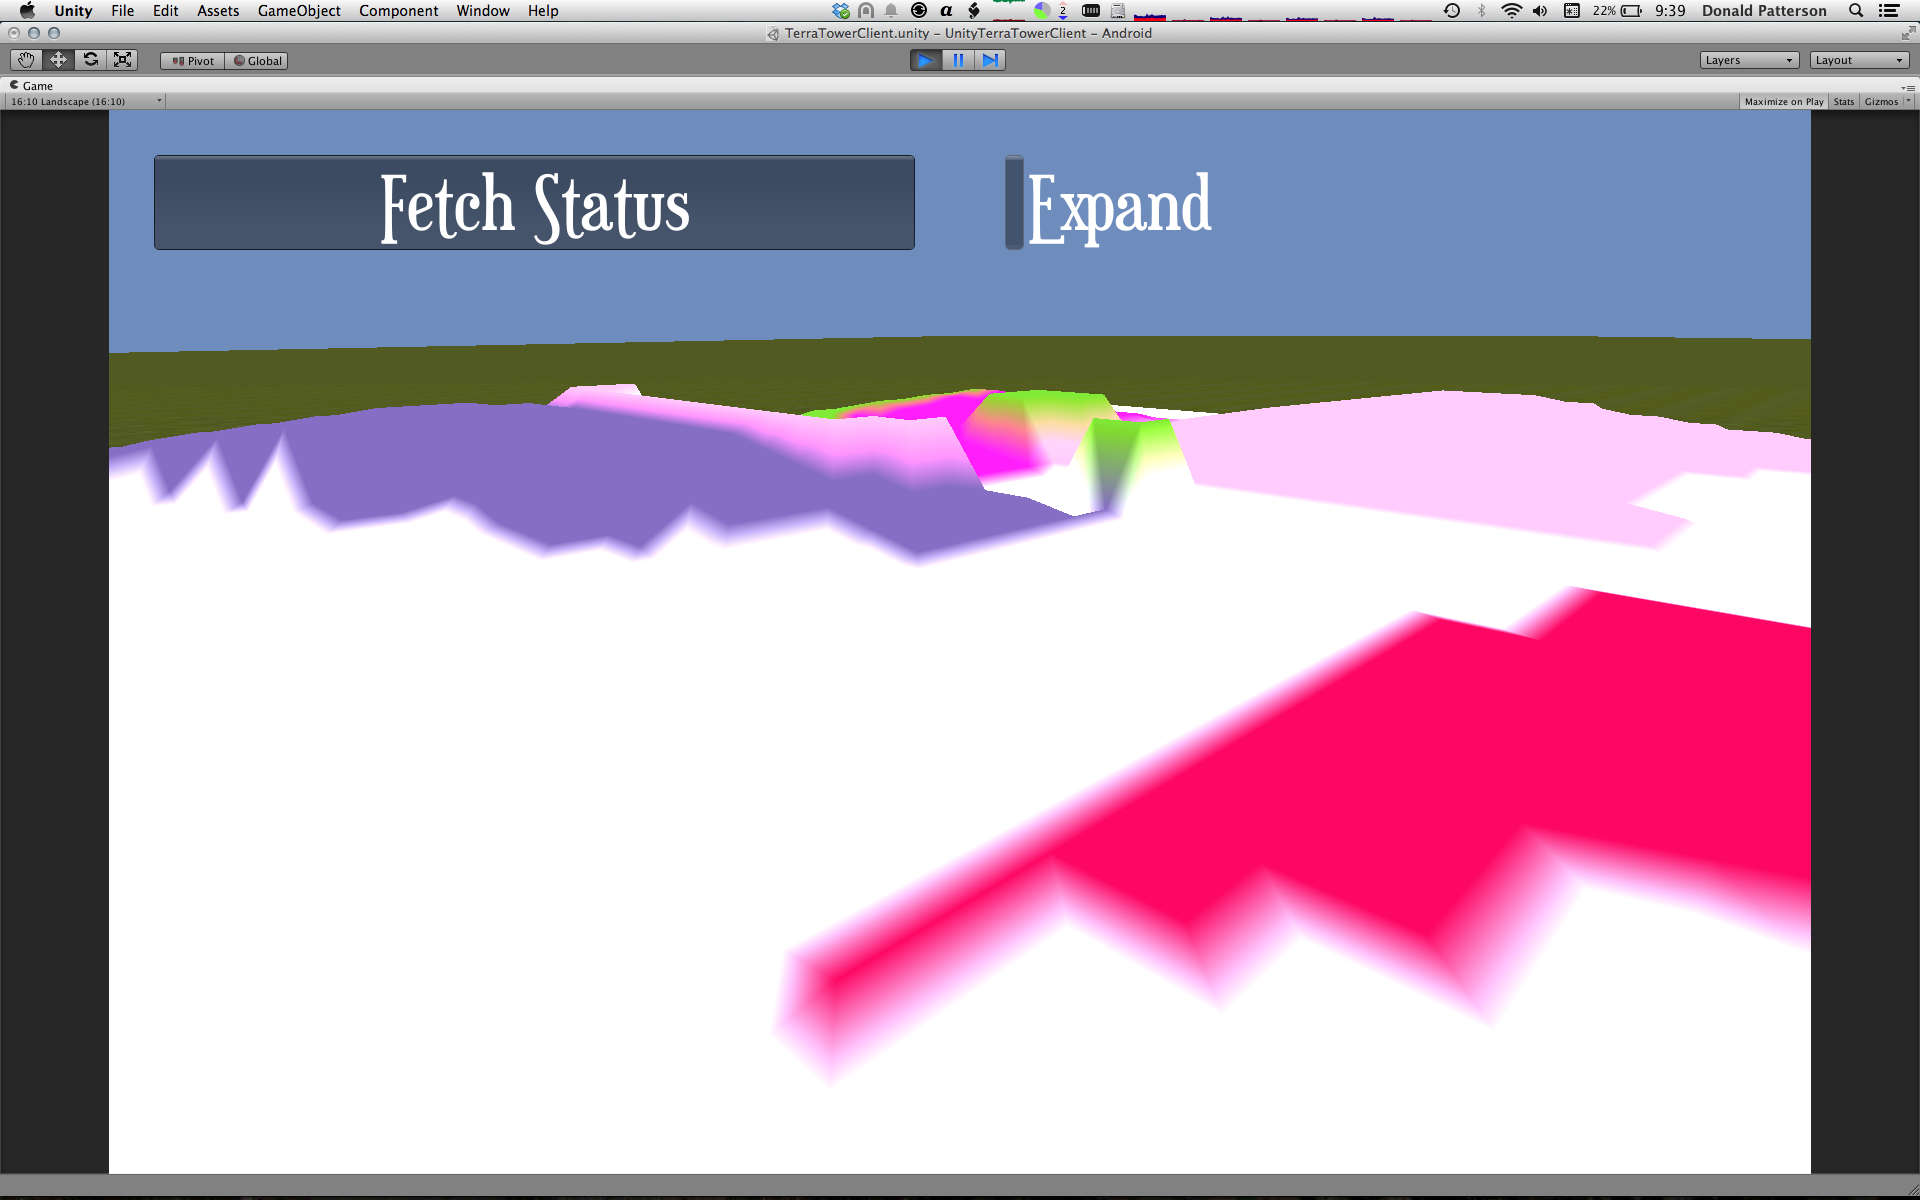 Unity File Edit Assets GameObject Component Window Help 2 22% 9:39 Donald Patterson
TerraTowerClient.unity – UnityTerraTowerClient – Android
Pivot Global Layers Layout
Game
16:10 Landscape (16:10) Maximize on Play Stats Gizmos
Fetch Status Expand